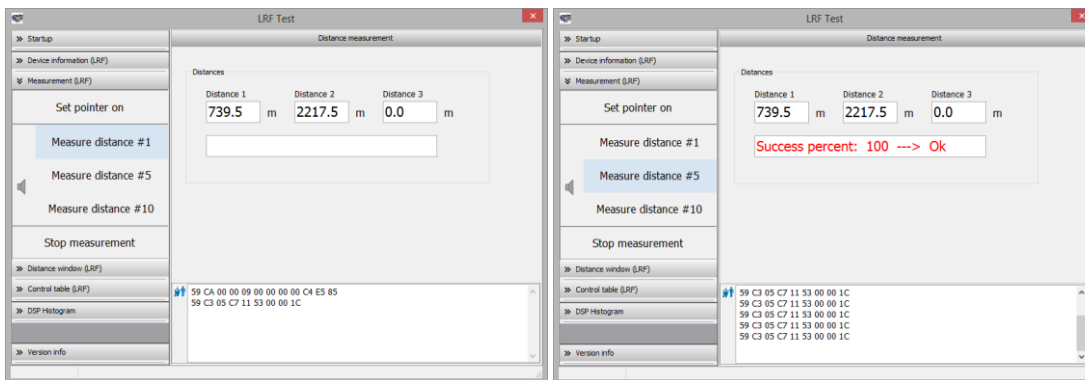 LRF Test
Startup
Distance measurement
Device information (LRF)
Measurement (LRF)
Set pointer on
Measure distance #1
Measure distance #5
Measure distance #10
Stop measurement
Distance window (LRF)
Control table (LRF)
DSP Histogram
Version info
Distances
Distance 1 Distance 2 Distance 3
739.5 m 2217.5 m 0.0 m
59 CA 00 00 09 00 00 00 00 C4 E5 85
59 C3 05 C7 11 53 00 00 1C
LRF Test
Startup
Distance measurement
Device information (LRF)
Measurement (LRF)
Set pointer on
Measure distance #1
Measure distance #5
Measure distance #10
Stop measurement
Distance window (LRF)
Control table (LRF)
DSP Histogram
Version info
Distances
Distance 1 Distance 2 Distance 3
739.5 m 2217.5 m 0.0 m
Success percent: 100 ---> Ok
59 C3 05 C7 11 53 00 00 1C
59 C3 05 C7 11 53 00 00 1C
59 C3 05 C7 11 53 00 00 1C
59 C3 05 C7 11 53 00 00 1C
59 C3 05 C7 11 53 00 00 1C